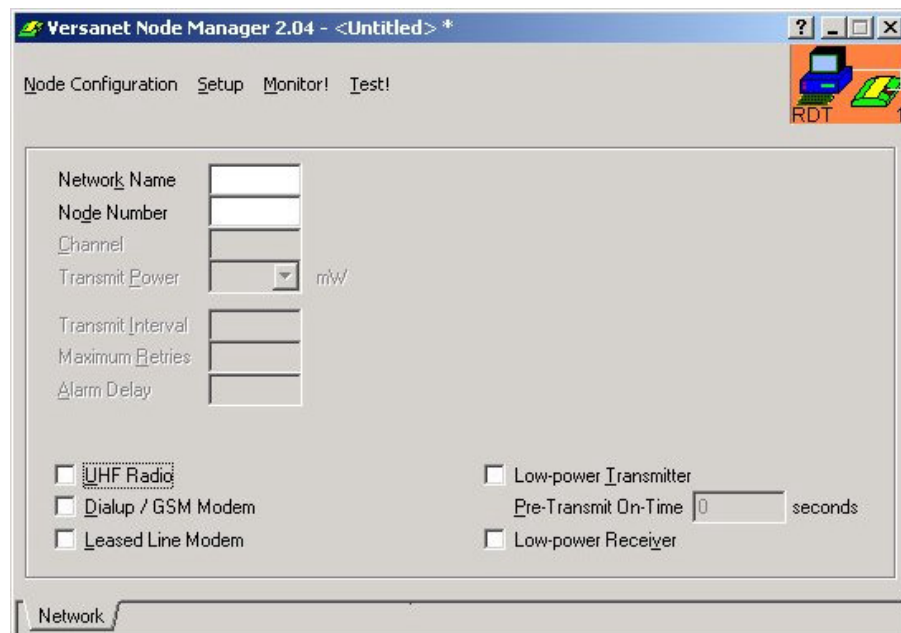 Versanet Node Manager 2.04 - <Untitled> *
Node Configuration Setup Monitor! Test!
RDT 1
Network Name
Node Number
Channel
Transmit Power mW
Transmit Interval
Maximum Retries
Alarm Delay
UHF Radio
Low-power Transmitter
Dialup / GSM Modem
Pre-Transmit On-Time 0 seconds
Leased Line Modem
Low-power Receiver
Network